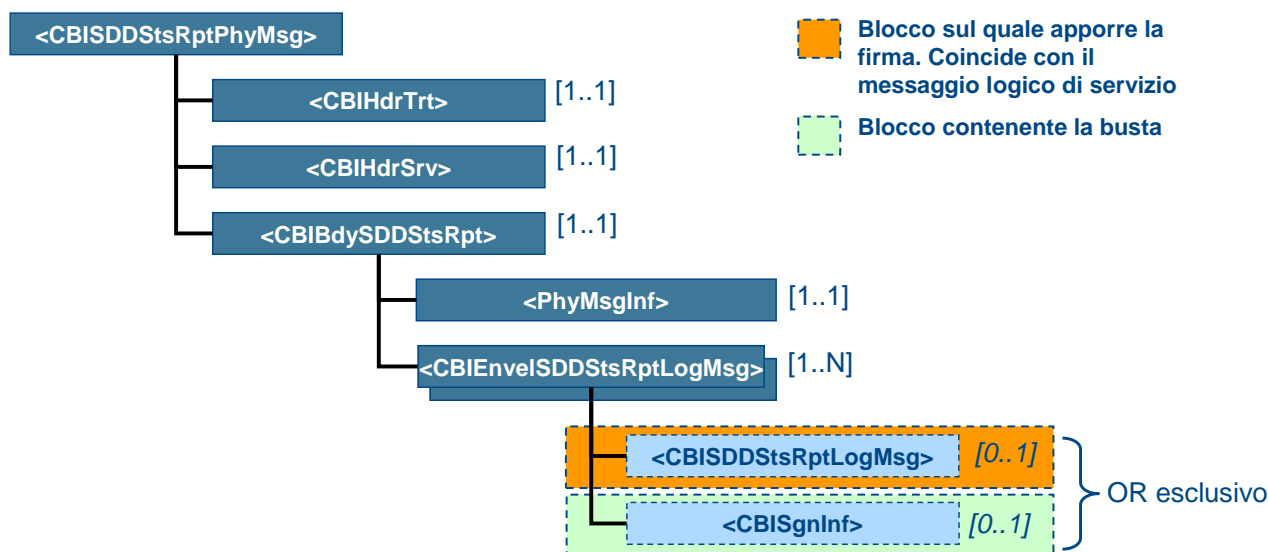 <CBISDDStsRptPhyMsg>
Blocco sul quale apporre la
firma. Coincide con il
messaggio logico di servizio
Blocco contenente la busta
<CBIHdrTrt> [1..1]
<CBIHdrSrv> [1..1]
<CBIBdySDDStsRpt> [1..1]
<PhyMsgInf> [1..1]
<CBIEnvelSDDStsRptLogMsg> [1..N]
<CBISDDStsRptLogMsg> [0..1]
OR esclusivo
<CBISgnInf> [0..1]